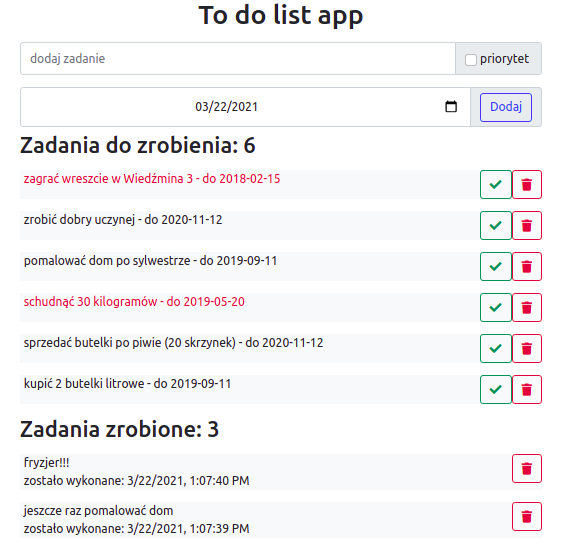 To do list app
dodaj zadanie
priorytet
03/22/2021
Dodaj
Zadania do zrobienia: 6
zagrać wreszcie w Wiedźmina 3 - do 2018-02-15
zrobić dobry uczynej - do 2020-11-12
pomalować dom po sylwestrze - do 2019-09-11
schudnąć 30 kilogramów - do 2019-05-20
sprzedać butelki po piwie (20 skrzynek) - do 2020-11-12
kupić 2 butelki litrowe - do 2019-09-11
Zadania zrobione: 3
fryzjer!!!
zostało wykonane: 3/22/2021, 1:07:40 PM
jeszcze raz pomalować dom
zostało wykonane: 3/22/2021, 1:07:39 PM